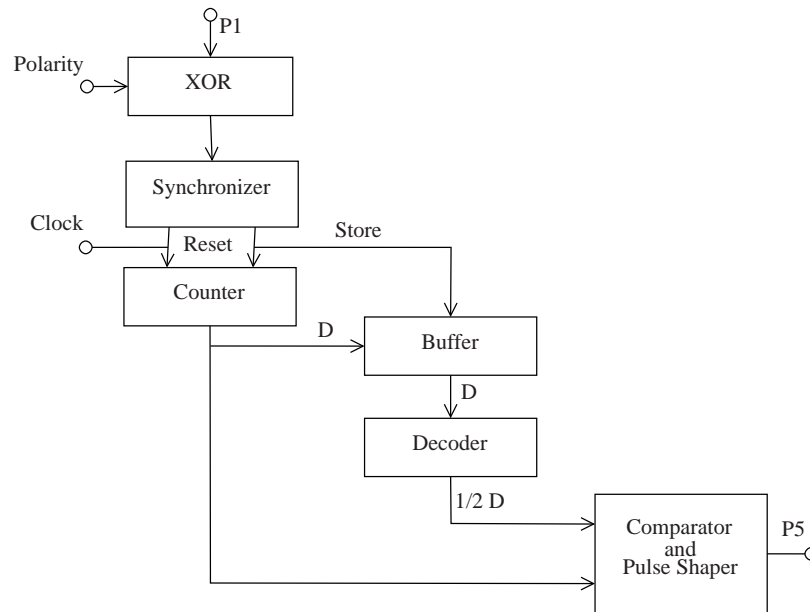 P1
Polarity
XOR
Synchronizer
Clock
Reset
Store
Counter
D
Buffer
D
Decoder
1/2 D
Comparator
and
Pulse Shaper
P5